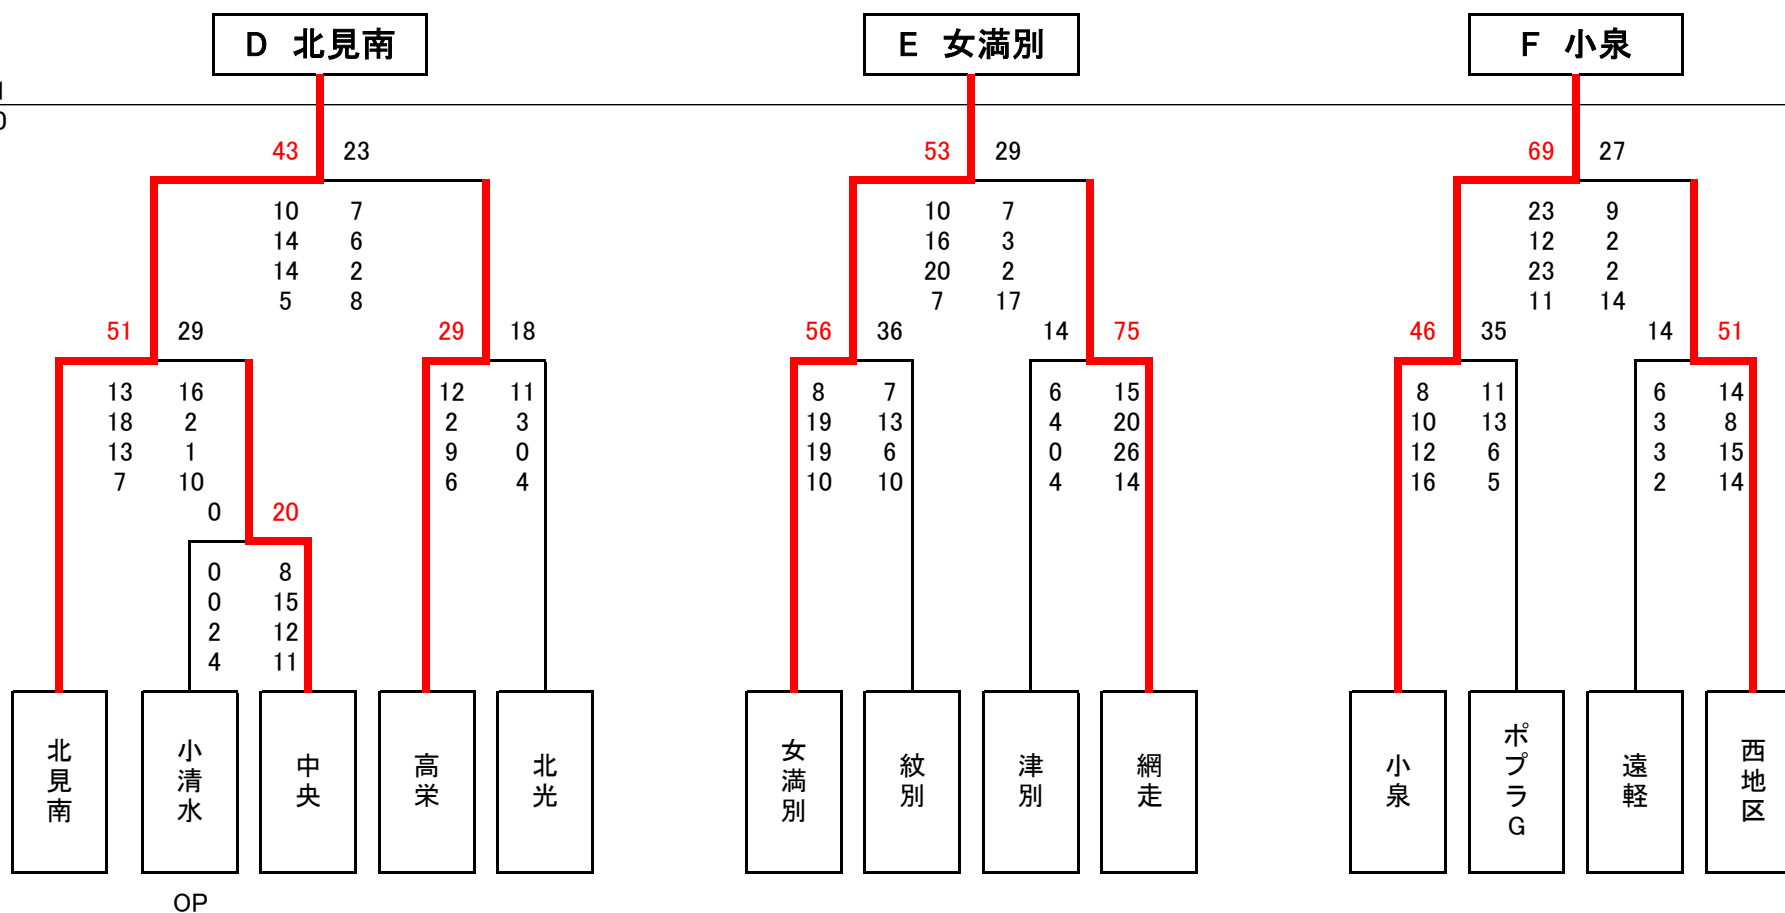 D 北見南 E 女満別 F 小泉
43 23 53 29 69 27
10 7 10 7 23 9
14 6 16 3 12 2
14 2 20 2 23 2
5 8 7 17 11 14
51 29 29 18 56 36 14 75 46 35 14 51
13 16 12 11 8 7 6 15 8 11 6 14
18 2 2 3 19 13 4 20 10 13 3 8
13 1 9 0 19 6 0 26 12 6 3 15
7 10 6 4 10 10 4 14 16 5 2 14
0 20
0 8
0 15
2 12
4 11
北見南
小清水
中央
高栄
北光
女満別
紋別
津別
網走
小泉
ポプラG
遠軽
西地区
OP